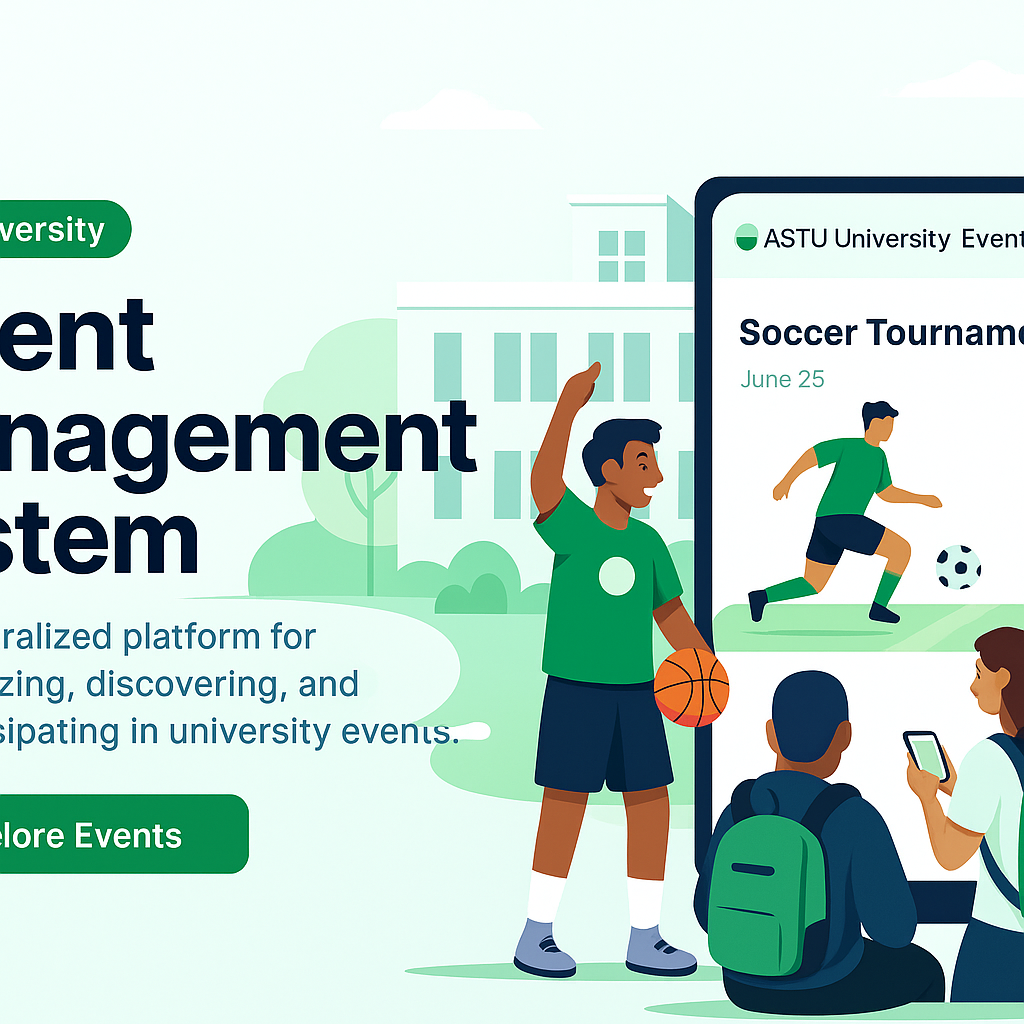 versity
ent
nagement
stem
ralized platform for
zing, discovering, and
sipating in university events.
lore Events
ASTU University Event
Soccer Tourname
June 25